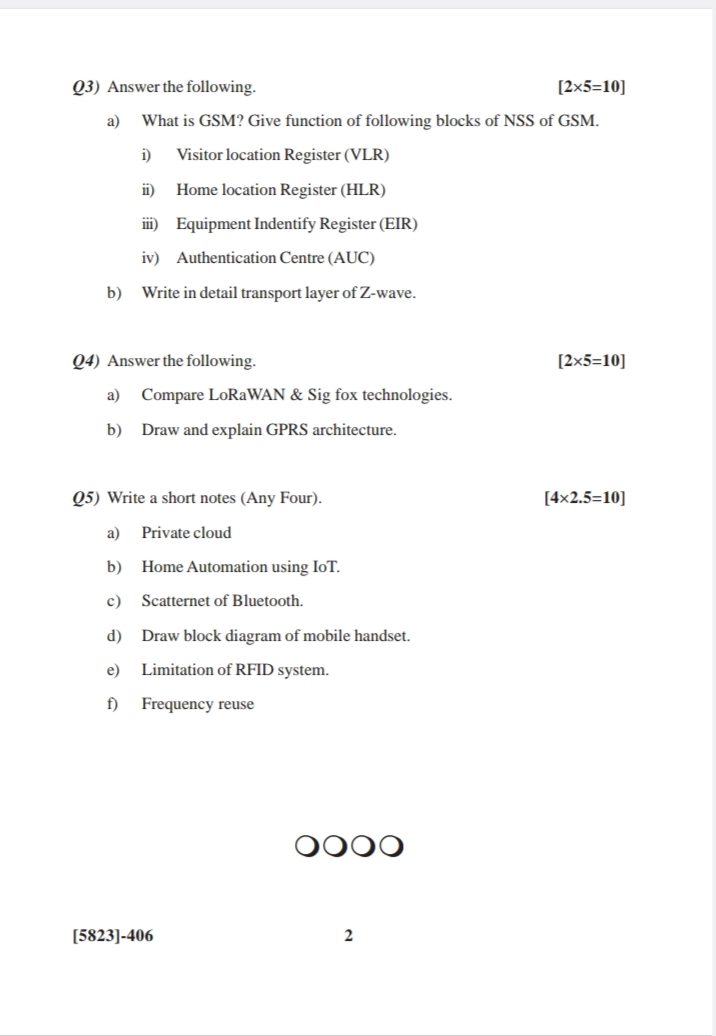 Q3) Answer the following. [2×5=10]
a) What is GSM? Give function of following blocks of NSS of GSM.
i) Visitor location Register (VLR)
ii) Home location Register (HLR)
iii) Equipment Indentify Register (EIR)
iv) Authentication Centre (AUC)
b) Write in detail transport layer of Z-wave.
Q4) Answer the following. [2×5=10]
a) Compare LoRaWAN & Sig fox technologies.
b) Draw and explain GPRS architecture.
Q5) Write a short notes (Any Four). [4×2.5=10]
a) Private cloud
b) Home Automation using IoT.
c) Scatternet of Bluetooth.
d) Draw block diagram of mobile handset.
e) Limitation of RFID system.
f) Frequency reuse
[5823]-406 2